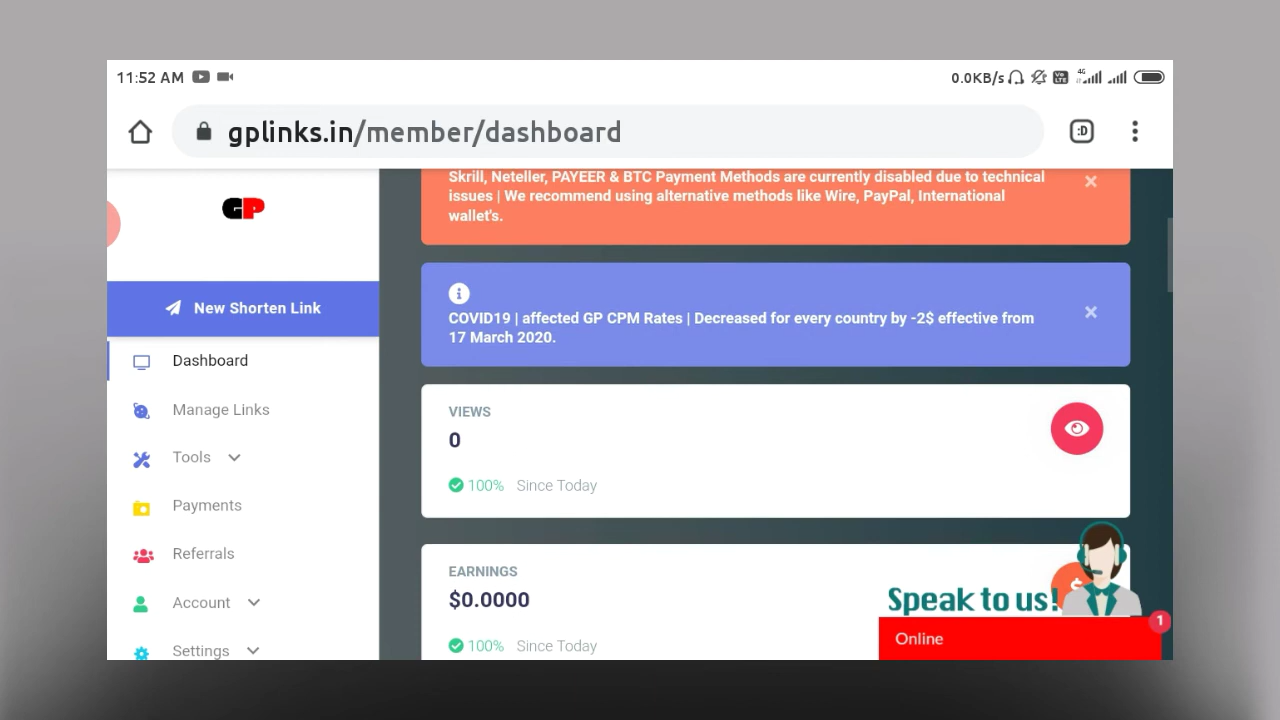 11:52 AM
0.0KB/s
4G
Vo LTE
gplinks.in/member/dashboard
:D
GP
New Shorten Link
Dashboard
Manage Links
Tools
Payments
Referrals
Account
Settings
Skrill, Neteller, PAYEER & BTC Payment Methods are currently disabled due to technical
issues | We recommend using alternative methods like Wire, PayPal, International
wallet's.
×
COVID19 | affected GP CPM Rates | Decreased for every country by -2$ effective from
17 March 2020.
×
VIEWS
0
100% Since Today
EARNINGS
$0.0000
100% Since Today
Speak to us!
Online
1